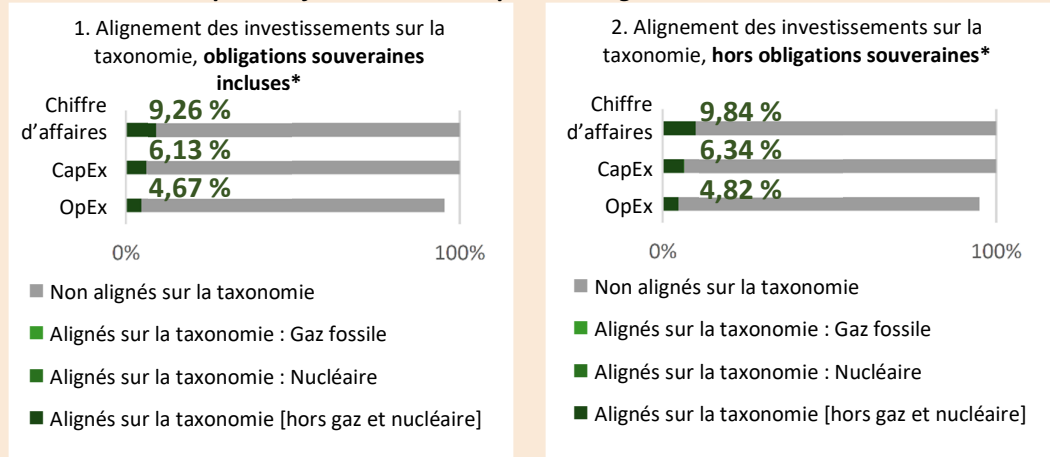 1. Alignement des investissements sur la
taxonomie, obligations souveraines
incluses*
Chiffre
d'affaires
9,26 %
CapEx
6,13 %
OpEx
4,67 %
0%
100%
Non alignés sur la taxonomie
Alignés sur la taxonomie : Gaz fossile
Alignés sur la taxonomie : Nucléaire
Alignés sur la taxonomie [hors gaz et nucléaire]
2. Alignement des investissements sur la
taxonomie, hors obligations souveraines*
Chiffre
d'affaires
9,84 %
CapEx
6,34 %
OpEx
4,82 %
0%
100%
Non alignés sur la taxonomie
Alignés sur la taxonomie : Gaz fossile
Alignés sur la taxonomie : Nucléaire
Alignés sur la taxonomie [hors gaz et nucléaire]